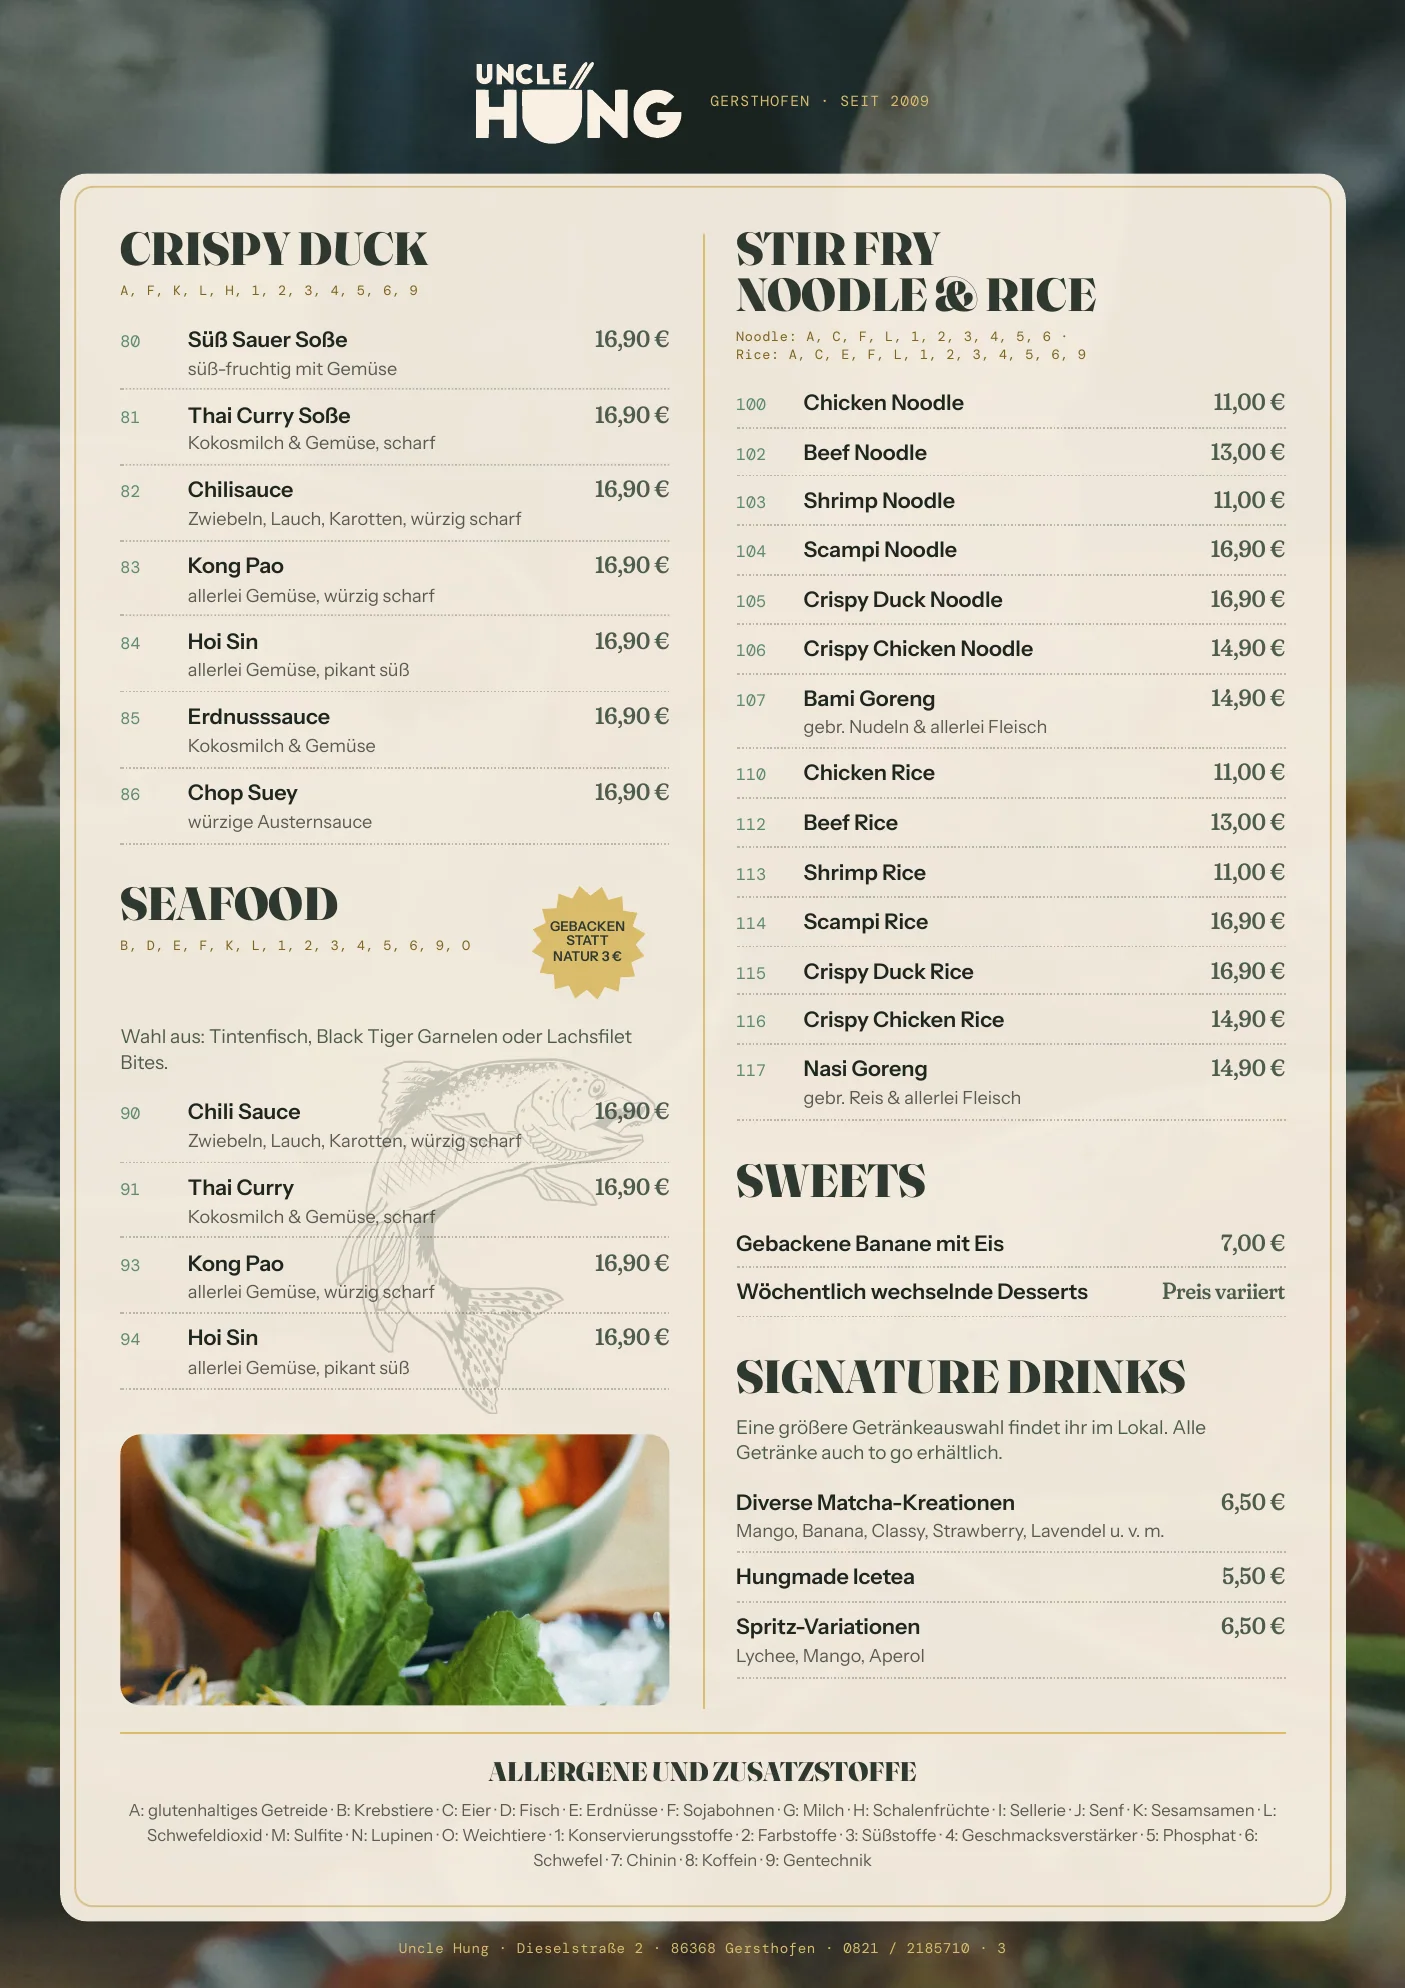 UNCLE
HUNG
GERSTHOFEN · SEIT 2009
CRISPY DUCK
A, F, K, L, H, 1, 2, 3, 4, 5, 6, 9
80 Süß Sauer Soße 16,90 €
süß-fruchtig mit Gemüse
81 Thai Curry Soße 16,90 €
Kokosmilch & Gemüse, scharf
82 Chilisauce 16,90 €
Zwiebeln, Lauch, Karotten, würzig scharf
83 Kong Pao 16,90 €
allerlei Gemüse, würzig scharf
84 Hoi Sin 16,90 €
allerlei Gemüse, pikant süß
85 Erdnusssauce 16,90 €
Kokosmilch & Gemüse
86 Chop Suey 16,90 €
würzige Austernsauce
SEAFOOD
B, D, E, F, K, L, 1, 2, 3, 4, 5, 6, 9, O
GEBACKEN
STATT
NATUR 3 €
Wahl aus: Tintenfisch, Black Tiger Garnelen oder Lachsfilet
Bites.
90 Chili Sauce 16,90 €
Zwiebeln, Lauch, Karotten, würzig scharf
91 Thai Curry 16,90 €
Kokosmilch & Gemüse, scharf
93 Kong Pao 16,90 €
allerlei Gemüse, würzig scharf
94 Hoi Sin 16,90 €
allerlei Gemüse, pikant süß
STIR FRY
NOODLE & RICE
Noodle: A, C, F, L, 1, 2, 3, 4, 5, 6 ·
Rice: A, C, E, F, L, 1, 2, 3, 4, 5, 6, 9
100 Chicken Noodle 11,00 €
102 Beef Noodle 13,00 €
103 Shrimp Noodle 11,00 €
104 Scampi Noodle 16,90 €
105 Crispy Duck Noodle 16,90 €
106 Crispy Chicken Noodle 14,90 €
107 Bami Goreng 14,90 €
gebr. Nudeln & allerlei Fleisch
110 Chicken Rice 11,00 €
112 Beef Rice 13,00 €
113 Shrimp Rice 11,00 €
114 Scampi Rice 16,90 €
115 Crispy Duck Rice 16,90 €
116 Crispy Chicken Rice 14,90 €
117 Nasi Goreng 14,90 €
gebr. Reis & allerlei Fleisch
SWEETS
Gebackene Banane mit Eis 7,00 €
Wöchentlich wechselnde Desserts Preis variiert
SIGNATURE DRINKS
Eine größere Getränkeauswahl findet ihr im Lokal. Alle
Getränke auch to go erhältlich.
Diverse Matcha-Kreationen 6,50 €
Mango, Banana, Classy, Strawberry, Lavendel u. v. m.
Hungmade Icetea 5,50 €
Spritz-Variationen 6,50 €
Lychee, Mango, Aperol
ALLERGENE UND ZUSATZSTOFFE
A: glutenhaltiges Getreide · B: Krebstiere · C: Eier · D: Fisch · E: Erdnüsse · F: Sojabohnen · G: Milch · H: Schalenfrüchte · I: Sellerie · J: Senf · K: Sesamsamen · L:
Schwefeldioxid · M: Sulfite · N: Lupinen · O: Weichtiere · 1: Konservierungsstoffe · 2: Farbstoffe · 3: Süßstoffe · 4: Geschmacksverstärker · 5: Phosphat · 6:
Schwefel · 7: Chinin · 8: Koffein · 9: Gentechnik
Uncle Hung · Dieselstraße 2 · 86368 Gersthofen · 0821 / 2185710 · 3